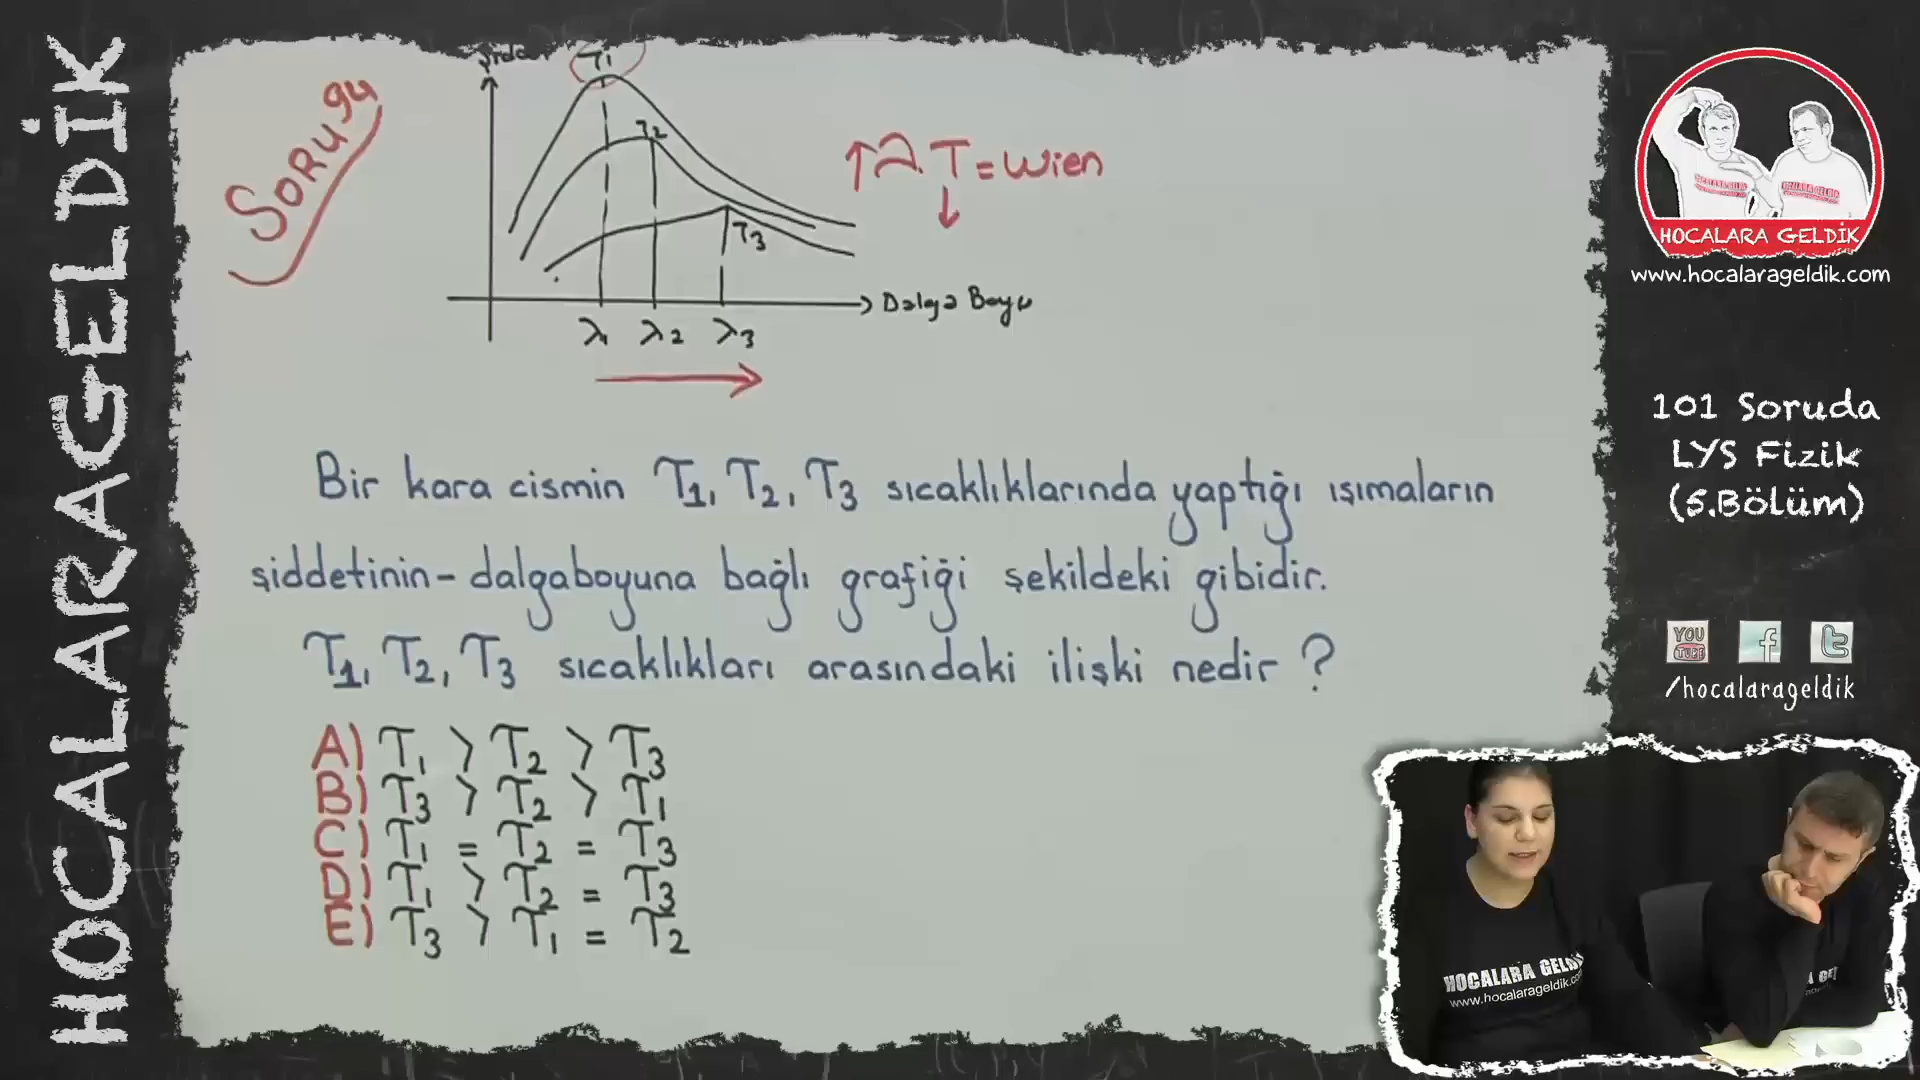 HOCALARAGELDİK
SORU 94
Şiddet
T1
T2
T3
↑λ.T = Wien
↓
Dalga Boyu
λ1 λ2 λ3
Bir kara cismin T1, T2, T3 sıcaklıklarında yaptığı ışımaların
şiddetinin - dalgaboyuna bağlı grafiği şekildeki gibidir.
T1, T2, T3 sıcaklıkları arasındaki ilişki nedir ?
A) T1 > T2 > T3
B) T3 > T2 > T1
C) T1 = T2 = T3
D) T1 > T2 = T3
E) T3 > T1 = T2
HOCALARA GELDİK
www.hocalarageldik.com
101 Soruda
LYS Fizik
(5.Bölüm)
YOU
TUBE
f
t
/hocalarageldik
HOCALARA GELDİ
www.hocalarageldik.co